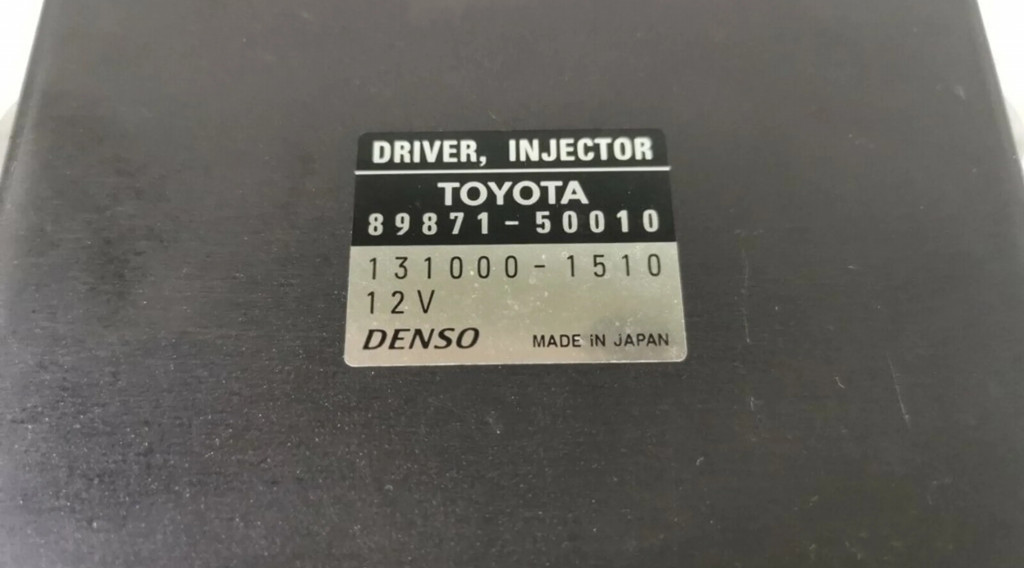 DRIVER, INJECTOR
TOYOTA
89871-50010
131000-1510
12V
DENSO MADE IN JAPAN